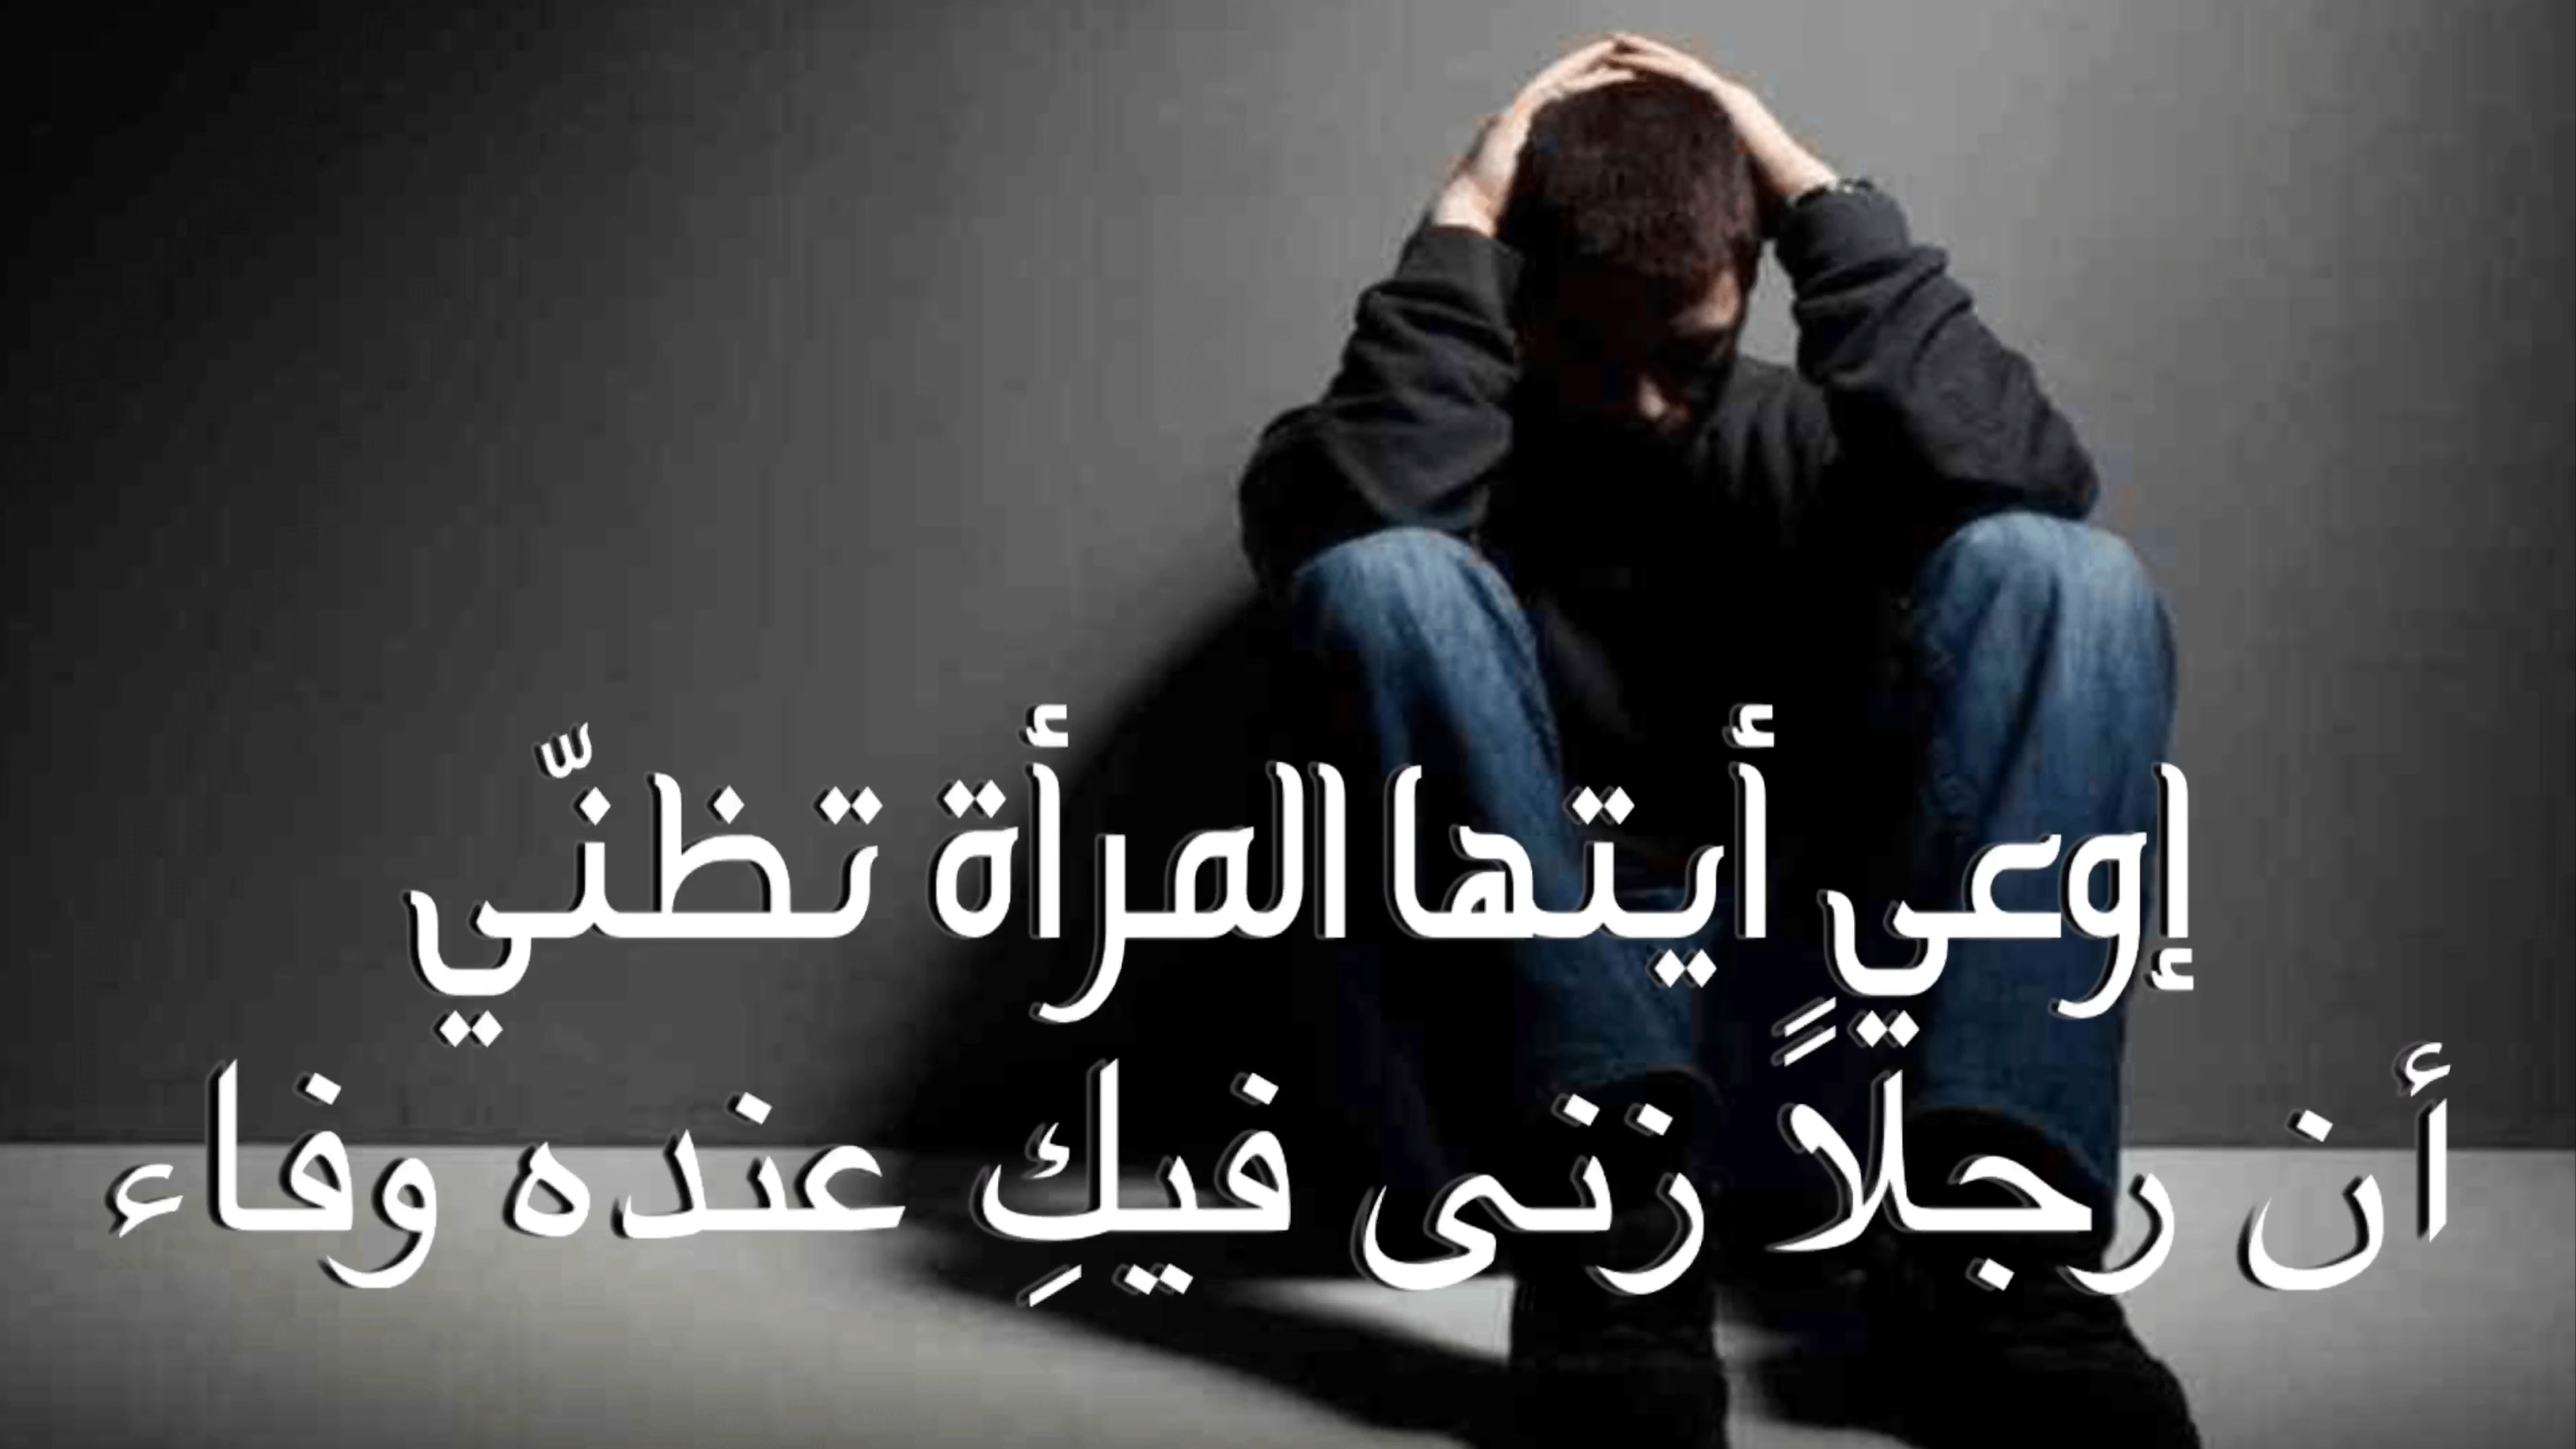 إوعي أيتها المرأة تظنّي
أن رجلاً زنى فيكِ عنده وفاء